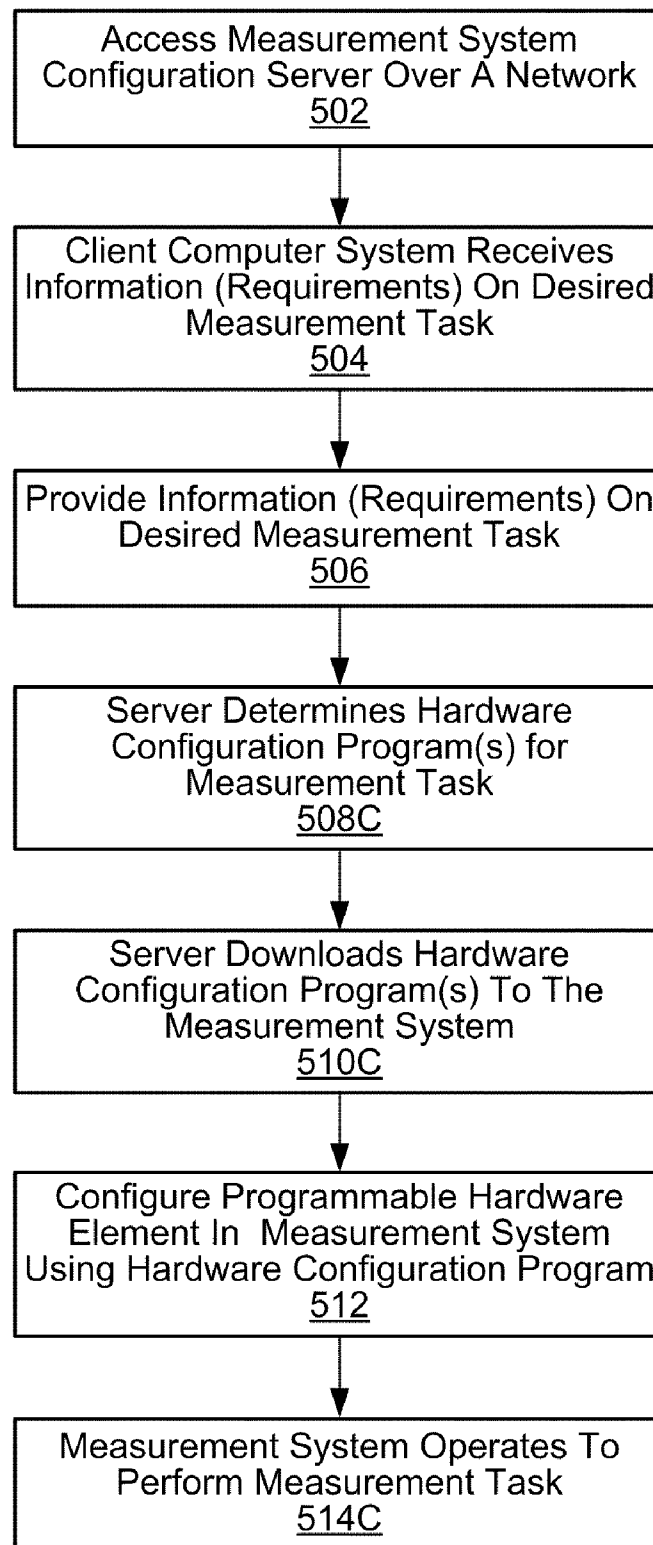 Access Measurement System
Configuration Server Over A Network
502
Client Computer System Receives
Information (Requirements) On Desired
Measurement Task
504
Provide Information (Requirements) On
Desired Measurement Task
506
Server Determines Hardware
Configuration Program(s) for
Measurement Task
508C
Server Downloads Hardware
Configuration Program(s) To The
Measurement System
510C
Configure Programmable Hardware
Element In Measurement System
Using Hardware Configuration Program
512
Measurement System Operates To
Perform Measurement Task
514C